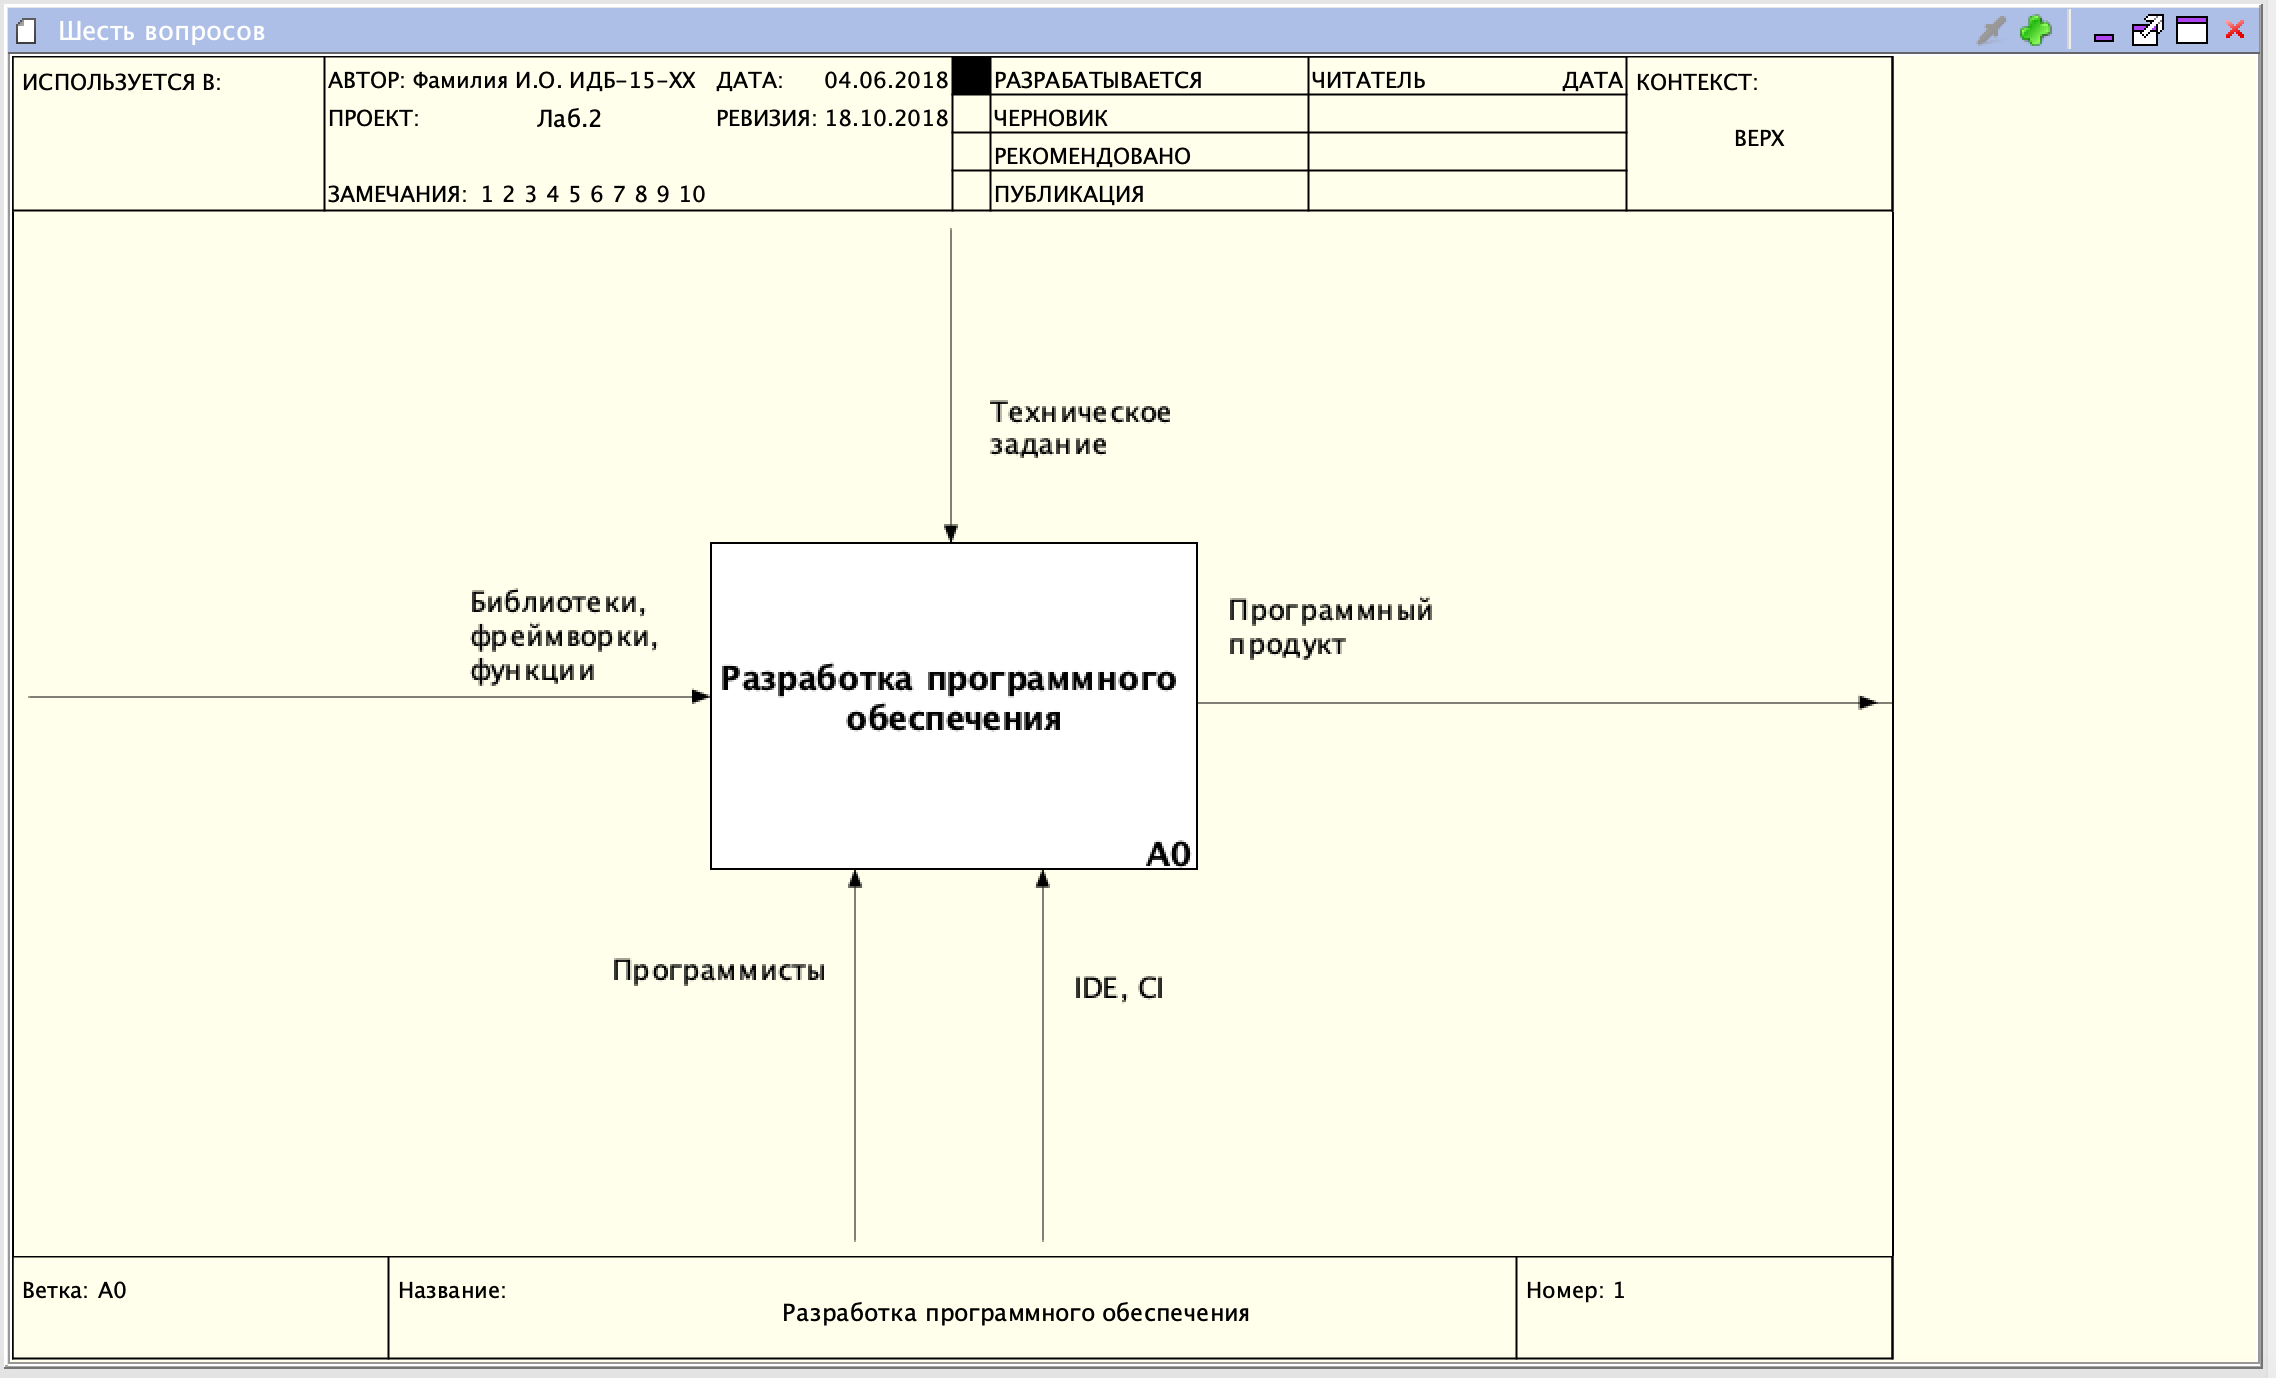 Шесть вопросов
ИСПОЛЬЗУЕТСЯ В:
АВТОР: Фамилия И.О. ИДБ-15-ХХ ДАТА: 04.06.2018
ПРОЕКТ: Лаб.2 РЕВИЗИЯ: 18.10.2018
ЗАМЕЧАНИЯ: 1 2 3 4 5 6 7 8 9 10
РАЗРАБАТЫВАЕТСЯ
ЧЕРНОВИК
РЕКОМЕНДОВАНО
ПУБЛИКАЦИЯ
ЧИТАТЕЛЬ ДАТА
КОНТЕКСТ:
ВЕРХ
Техническое
задание
Библиотеки,
фреймворки,
функции
Разработка программного
обеспечения
A0
Программный
продукт
Программисты
IDE, CI
Ветка: A0
Название:
Разработка программного обеспечения
Номер: 1